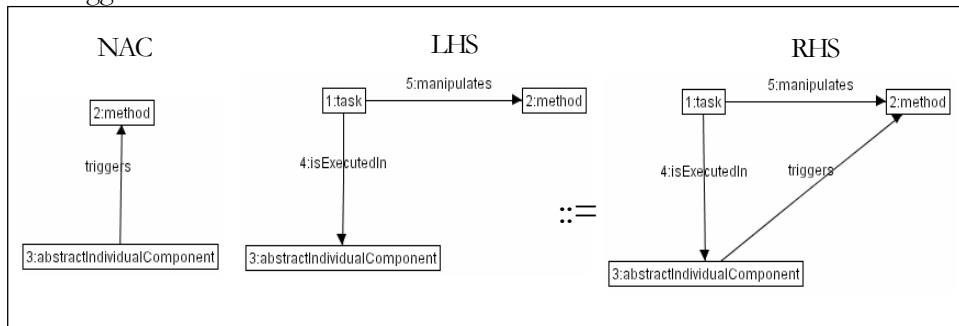 NAC
LHS
RHS
2:method
triggers
3:abstractIndividualComponent
1:task
5:manipulates
2:method
4:isExecutedIn
3:abstractIndividualComponent
::=
1:task
5:manipulates
2:method
4:isExecutedIn
triggers
3:abstractIndividualComponent